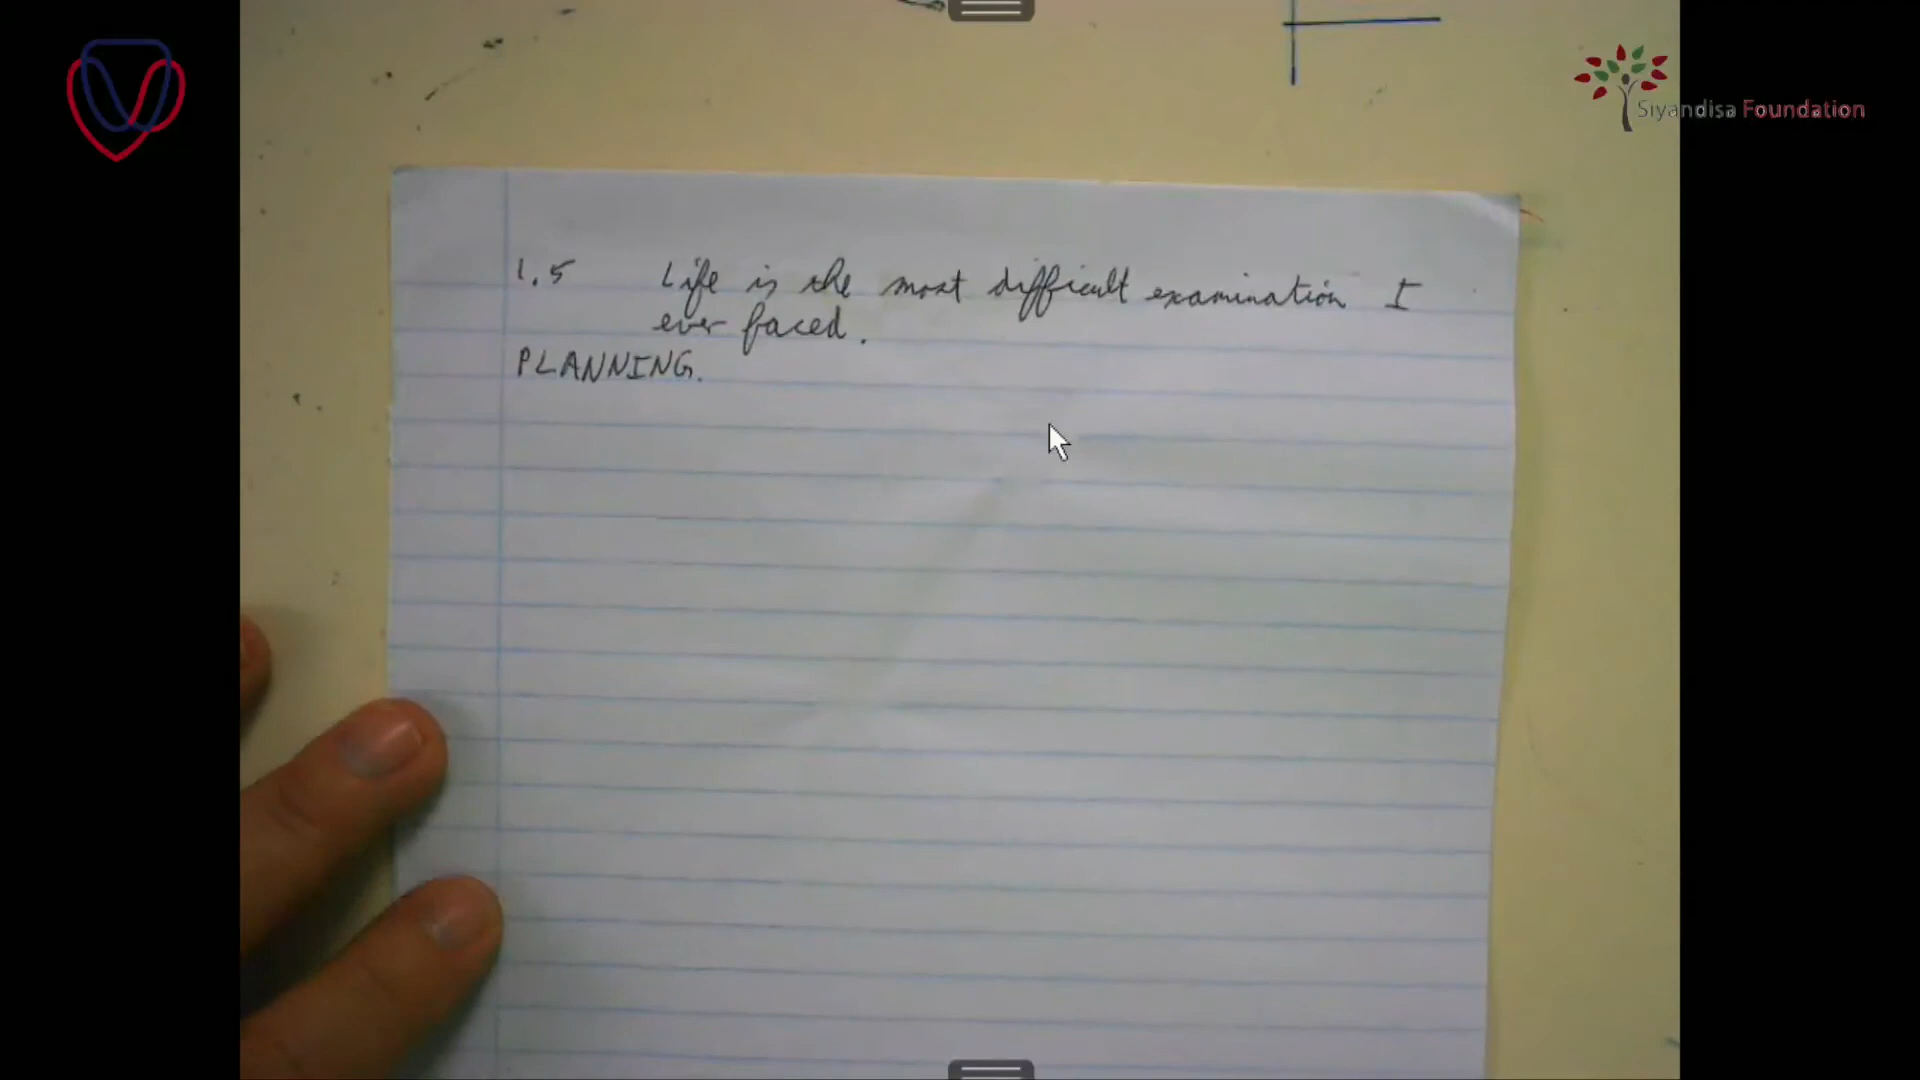 Siyandisa Foundation
1.5 Life is the most difficult examination I
ever faced.
PLANNING.